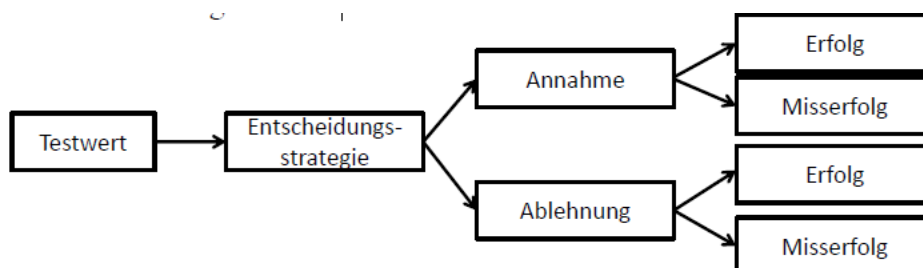 Testwert
Entscheidungs-
strategie
Annahme
Ablehnung
Erfolg
Misserfolg
Erfolg
Misserfolg